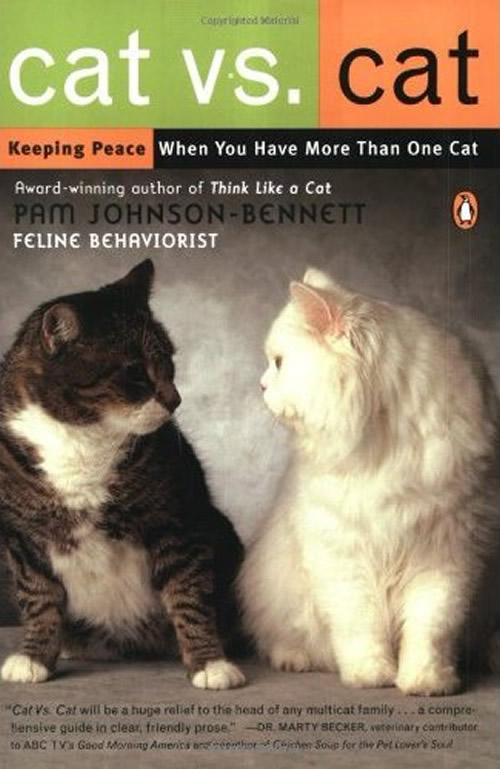 Copyrighted Material
cat vs. cat
Keeping Peace When You Have More Than One Cat
Award-winning author of Think Like a Cat
PAM JOHNSON-BENNETT
FELINE BEHAVIORIST
"Cat Vs. Cat will be a huge relief to the head of any multicat family . . . a compre-
hensive guide in clear, friendly prose." —DR. MARTY BECKER, veterinary contributor
to ABC TV's Good Morning America and coauthor of Chicken Soup for the Pet Lover's Soul